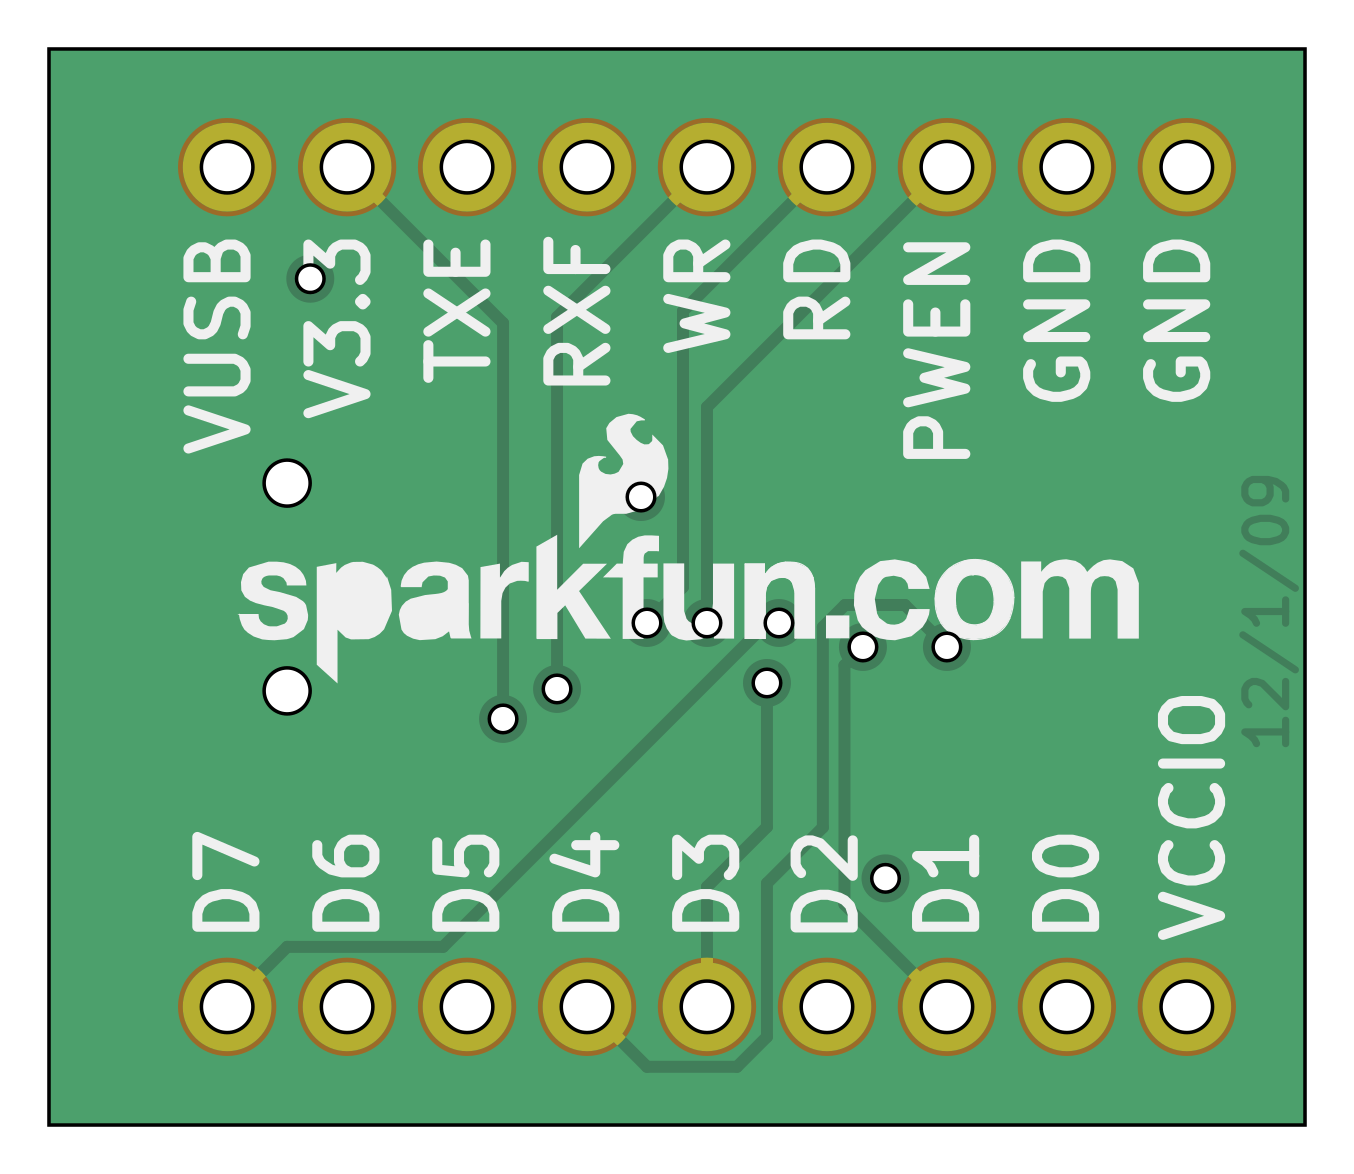 VUSB
V3.3
TXE
RXF
WR
RD
PWEN
GND
GND
sparkfun.com
12/1/09
D7
D6
D5
D4
D3
D2
D1
D0
VCCIO